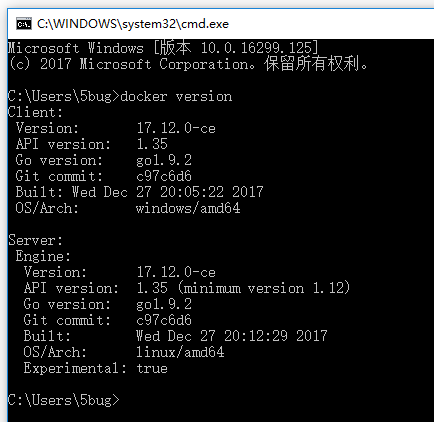 C:\WINDOWS\system32\cmd.exe
Microsoft Windows [版本 10.0.16299.125]
(c) 2017 Microsoft Corporation。保留所有权利。
C:\Users\5bug>docker version
Client:
Version: 17.12.0-ce
API version: 1.35
Go version: go1.9.2
Git commit: c97c6d6
Built: Wed Dec 27 20:05:22 2017
OS/Arch: windows/amd64
Server:
Engine:
Version: 17.12.0-ce
API version: 1.35 (minimum version 1.12)
Go version: go1.9.2
Git commit: c97c6d6
Built: Wed Dec 27 20:12:29 2017
OS/Arch: linux/amd64
Experimental: true
C:\Users\5bug>